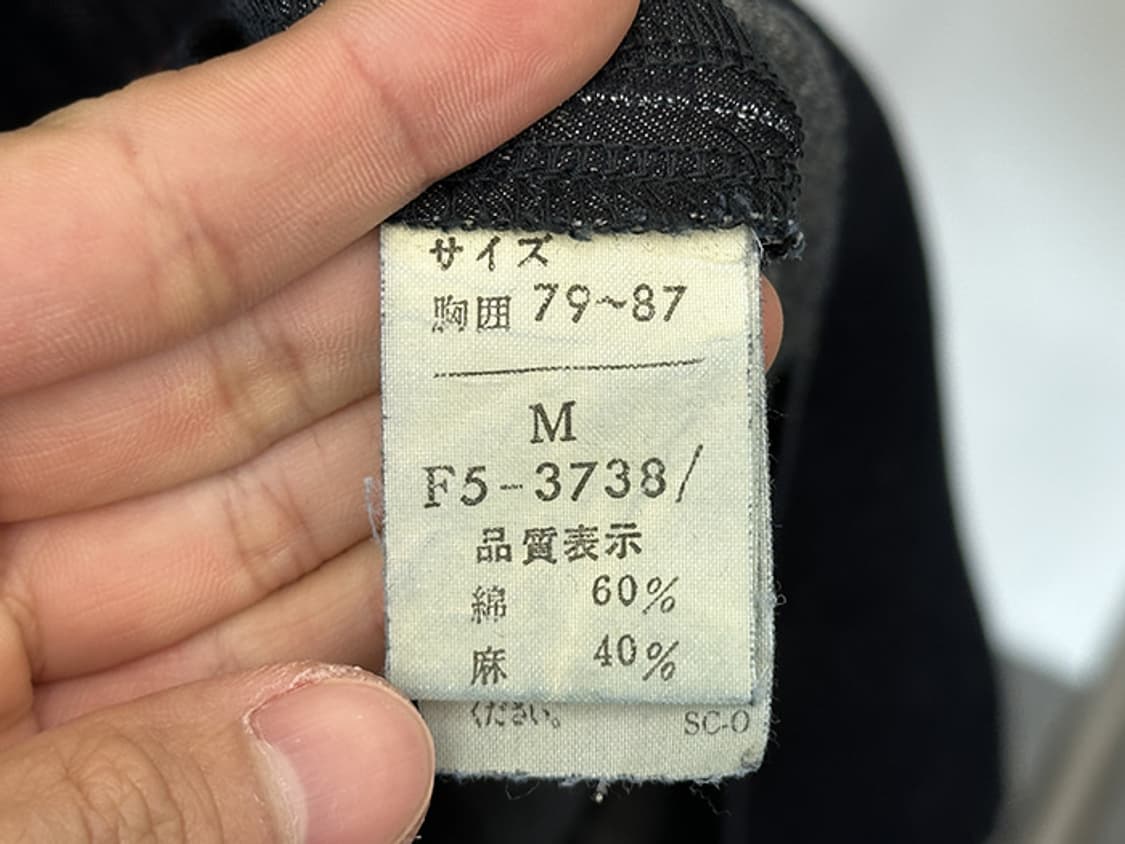 サイズ
胸囲 79~87
M
F5-3738/
品質表示
綿 60%
麻 40%
ください。 SC-O